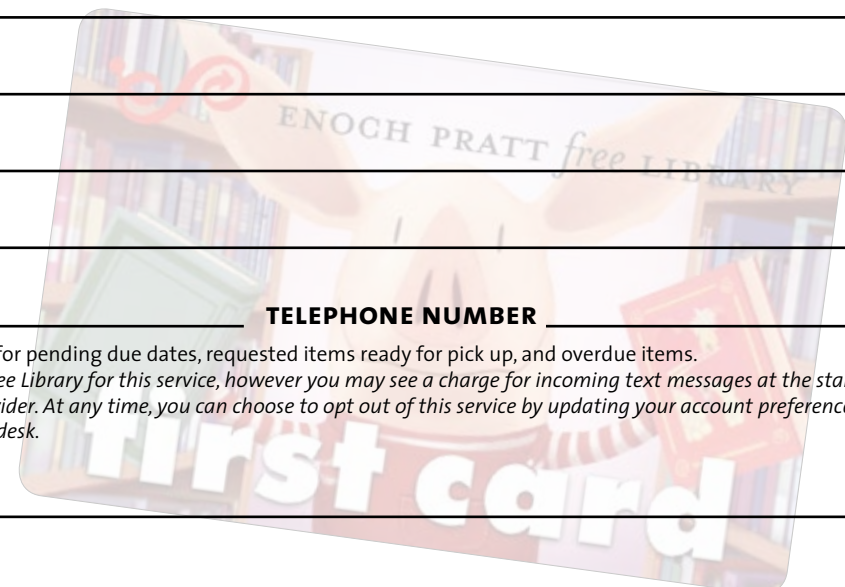 ENOCH PRATT free LIBRARY
TELEPHONE NUMBER
for pending due dates, requested items ready for pick up, and overdue items.
ee Library for this service, however you may see a charge for incoming text messages at the sta
ider. At any time, you can choose to opt out of this service by updating your account preferenc
desk.
first card